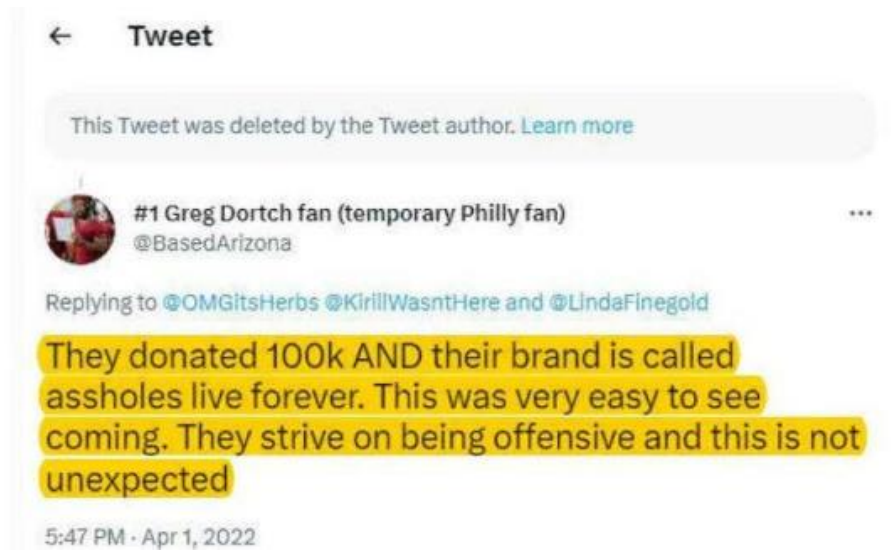 ← Tweet
This Tweet was deleted by the Tweet author. Learn more
#1 Greg Dortch fan (temporary Philly fan)
@BasedArizona
Replying to @OMGitsHerbs @KirillWasntHere and @LindaFinegold
They donated 100k AND their brand is called
assholes live forever. This was very easy to see
coming. They strive on being offensive and this is not
unexpected
5:47 PM · Apr 1, 2022